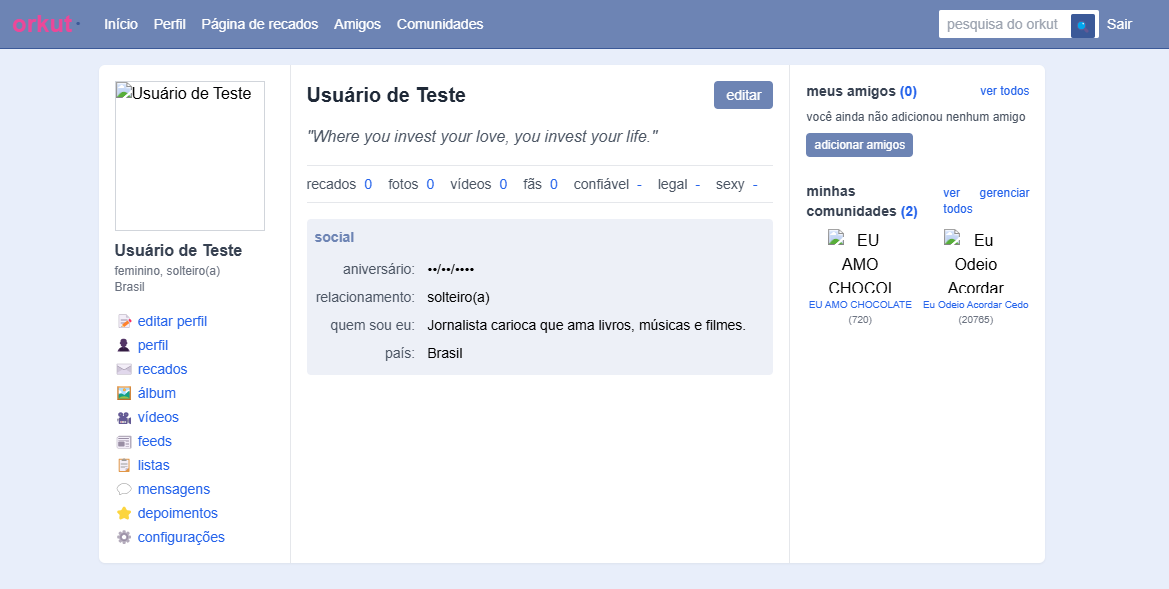 orkut Início Perfil Página de recados Amigos Comunidades pesquisa do orkut Sair
Usuário de Teste
Usuário de Teste
feminino, solteiro(a)
Brasil
editar perfil
perfil
recados
álbum
vídeos
feeds
listas
mensagens
depoimentos
configurações
Usuário de Teste editar
"Where you invest your love, you invest your life."
recados 0 fotos 0 vídeos 0 fãs 0 confiável - legal - sexy -
social
aniversário: ••/••/••••
relacionamento: solteiro(a)
quem sou eu: Jornalista carioca que ama livros, músicas e filmes.
país: Brasil
meus amigos (0) ver todos
você ainda não adicionou nenhum amigo
adicionar amigos
minhas
comunidades (2)
ver
todos
gerenciar
EU
AMO
CHOCOL
EU AMO CHOCOLATE
(720)
Eu
Odeio
Acordar
Eu Odeio Acordar Cedo
(20765)